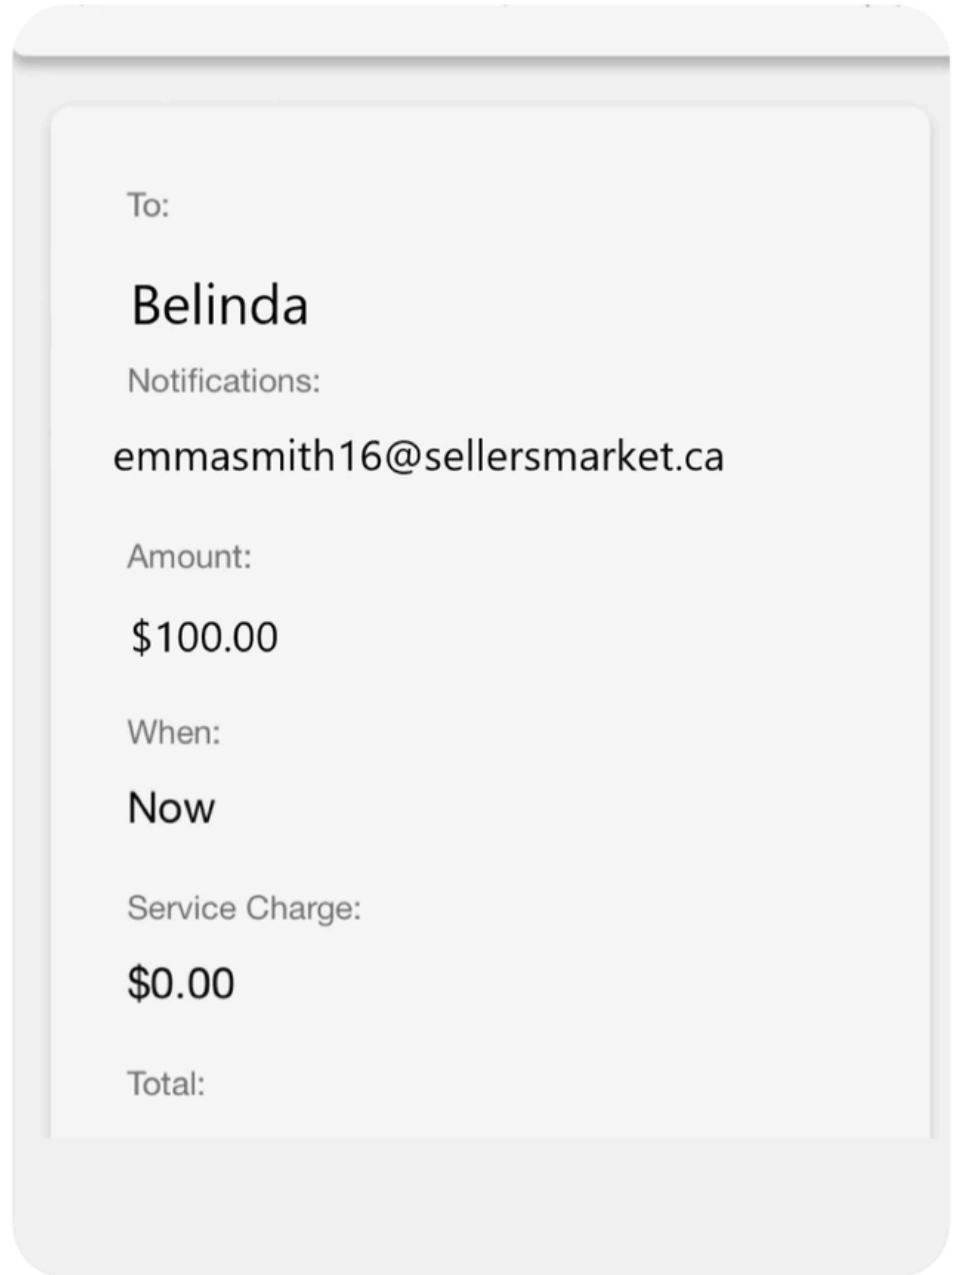 To:
Belinda
Notifications:
emmasmith16@sellersmarket.ca
Amount:
$100.00
When:
Now
Service Charge:
$0.00
Total: